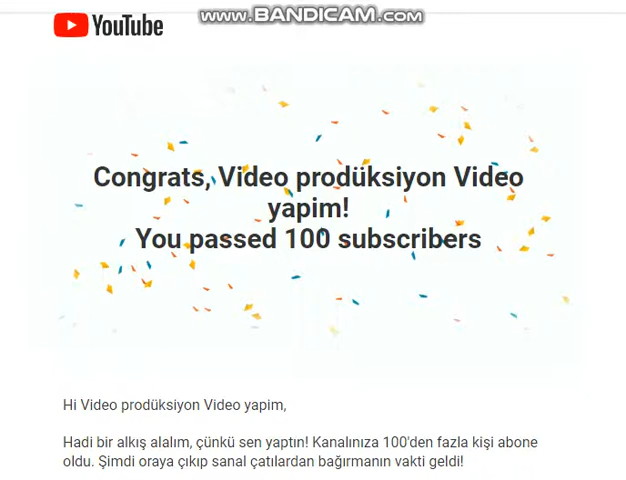 www.BANDICAM.com
YouTube
Congrats, Video prodüksiyon Video
yapim!
You passed 100 subscribers
Hi Video prodüksiyon Video yapim,
Hadi bir alkış alalım, çünkü sen yaptın! Kanalınıza 100'den fazla kişi abone
oldu. Şimdi oraya çıkıp sanal çatılardan bağırmanın vakti geldi!